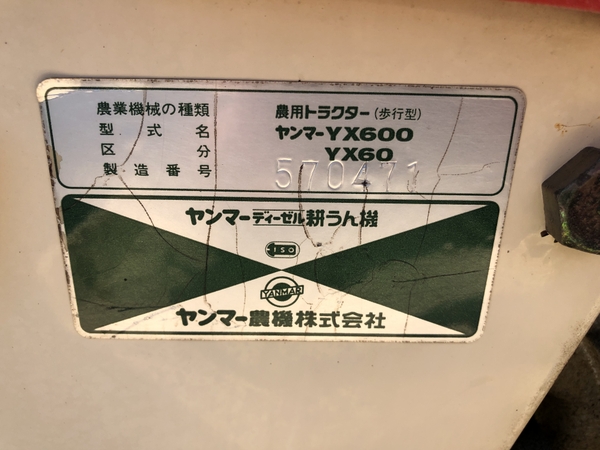 農業機械の種類 農用トラクター(歩行型)
型式名 ヤンマーYX600
区分 YX60
製造番号 570471
ヤンマーディーゼル耕うん機
YANMAR
ヤンマー農機株式会社